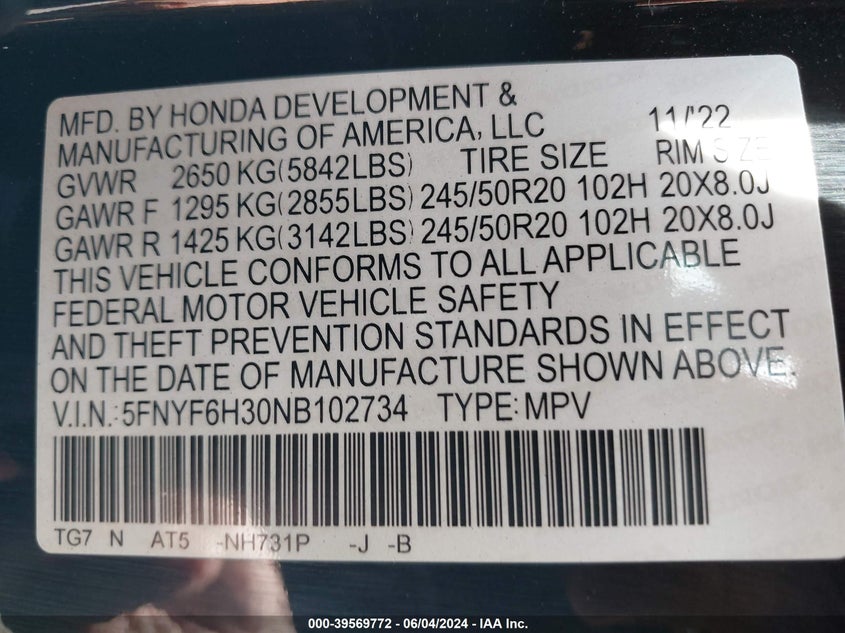 MFD. BY HONDA DEVELOPMENT &
MANUFACTURING OF AMERICA, LLC 11/'22
GVWR 2650 KG(5842LBS) TIRE SIZE RIM SIZE
GAWR F 1295 KG(2855LBS) 245/50R20 102H 20X8.0J
GAWR R 1425 KG(3142LBS) 245/50R20 102H 20X8.0J
THIS VEHICLE CONFORMS TO ALL APPLICABLE
FEDERAL MOTOR VEHICLE SAFETY
AND THEFT PREVENTION STANDARDS IN EFFECT
ON THE DATE OF MANUFACTURE SHOWN ABOVE.
V.I.N.:5FNYF6H30NB102734 TYPE:MPV
TG7 N AT5 -NH731P -J -B
000-39569772 - 06/04/2024 - IAA Inc.